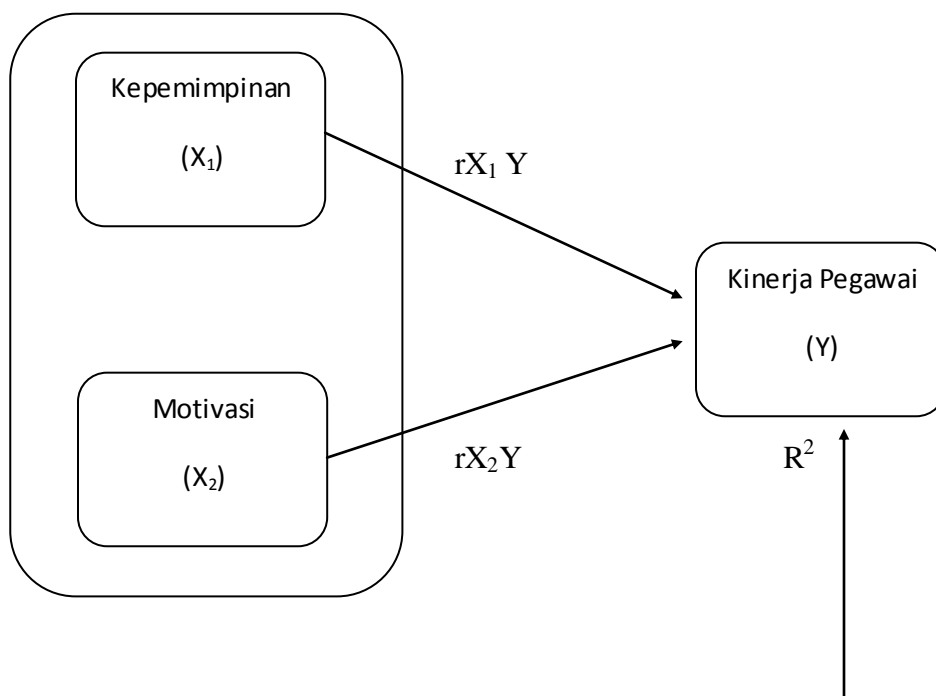 Kepemimpinan
(X₁)
rX₁ Y
Kinerja Pegawai
(Y)
Motivasi
(X₂)
rX₂Y
R²